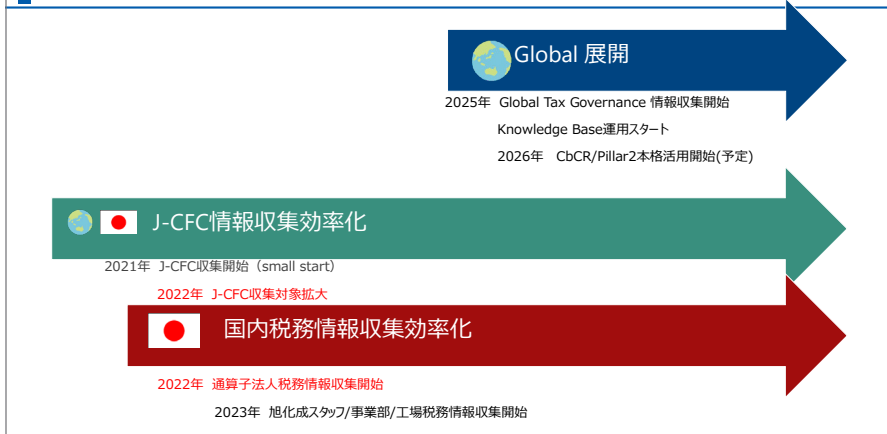 Global 展開
2025年 Global Tax Governance 情報収集開始
Knowledge Base運用スタート
2026年 CbCR/Pillar2本格活用開始(予定)
J-CFC情報収集効率化
2021年 J-CFC収集開始（small start）
2022年 J-CFC収集対象拡大
国内税務情報収集効率化
2022年 通算子法人税務情報収集開始
2023年 旭化成スタッフ/事業部/工場税務情報収集開始